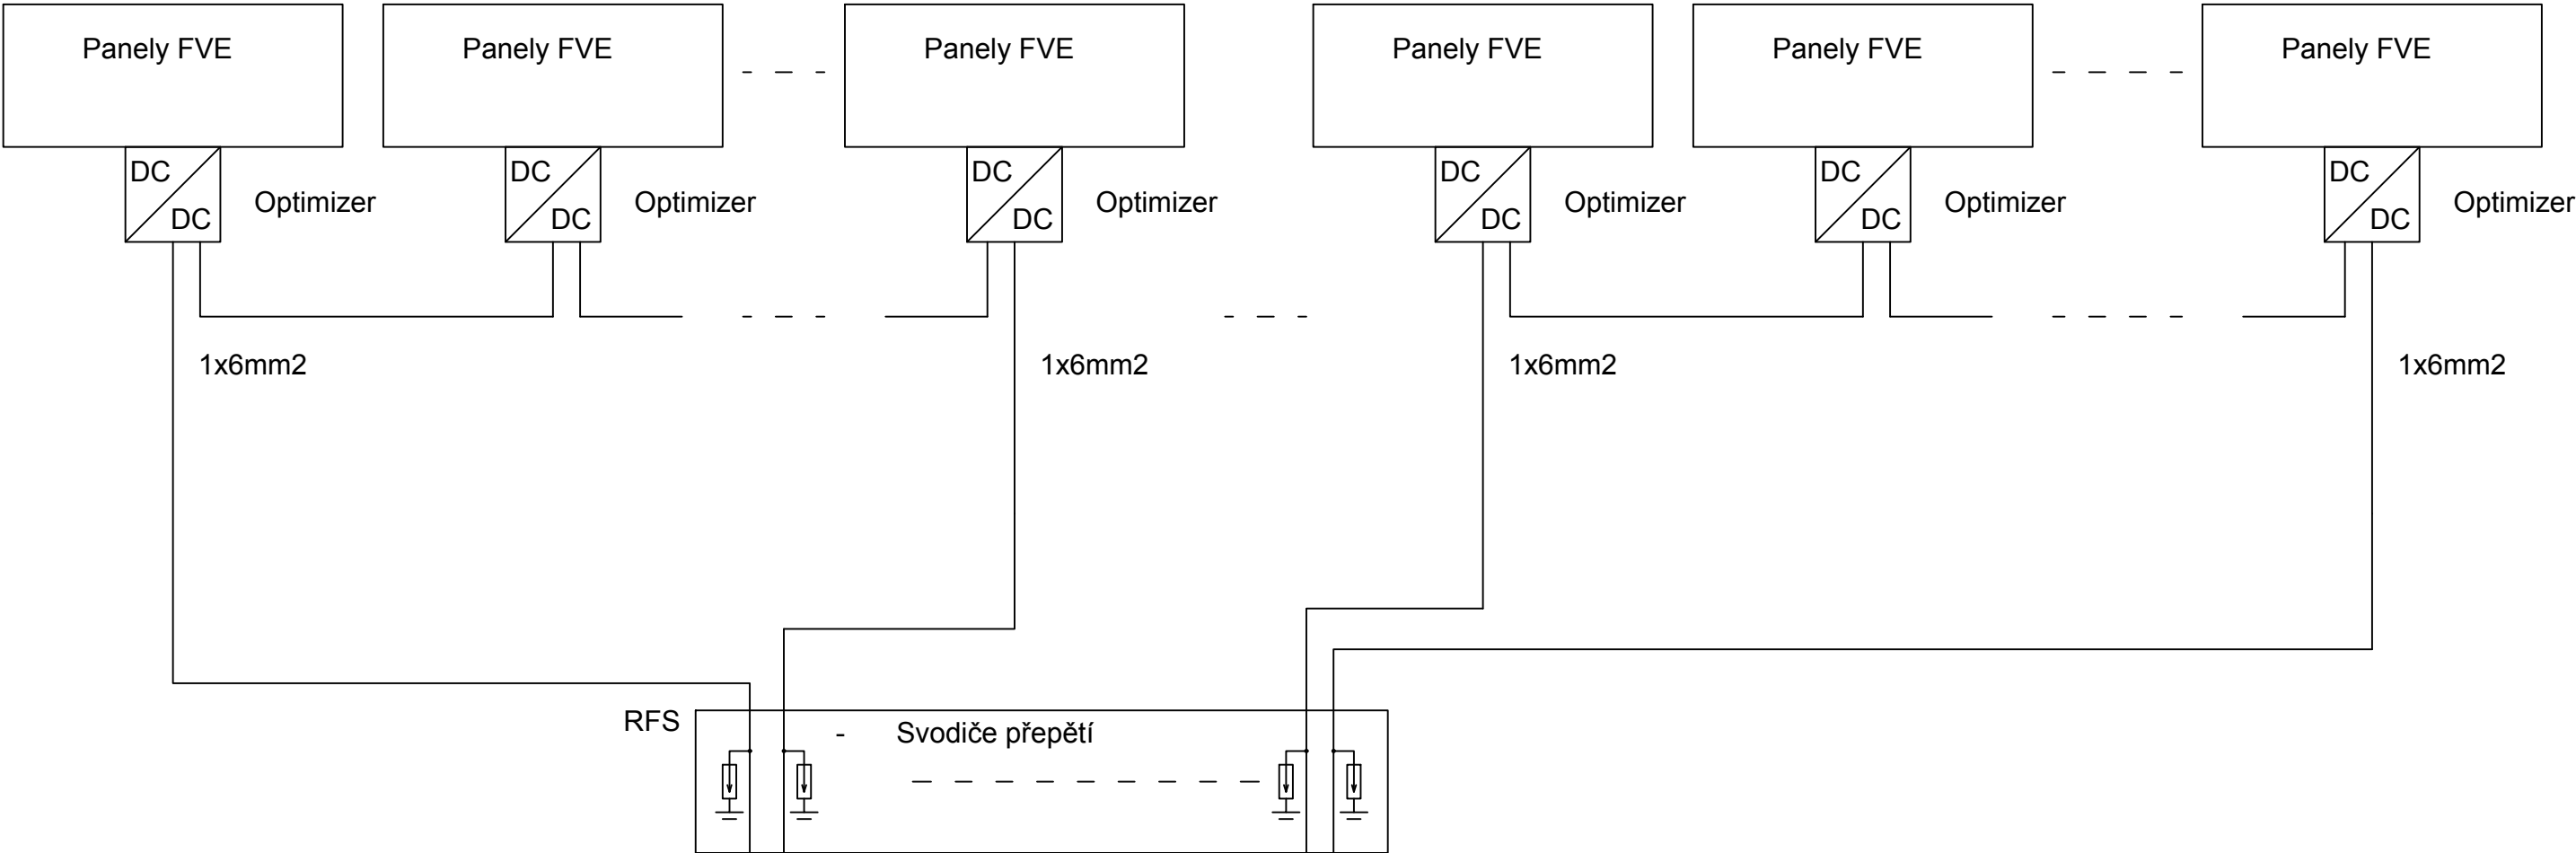 Panely FVE
Panely FVE
Panely FVE
Panely FVE
Panely FVE
Panely FVE
DC
DC
Optimizer
DC
DC
Optimizer
DC
DC
Optimizer
DC
DC
Optimizer
DC
DC
Optimizer
DC
DC
Optimizer
1x6mm2
1x6mm2
1x6mm2
1x6mm2
RFS
- Svodiče přepětí